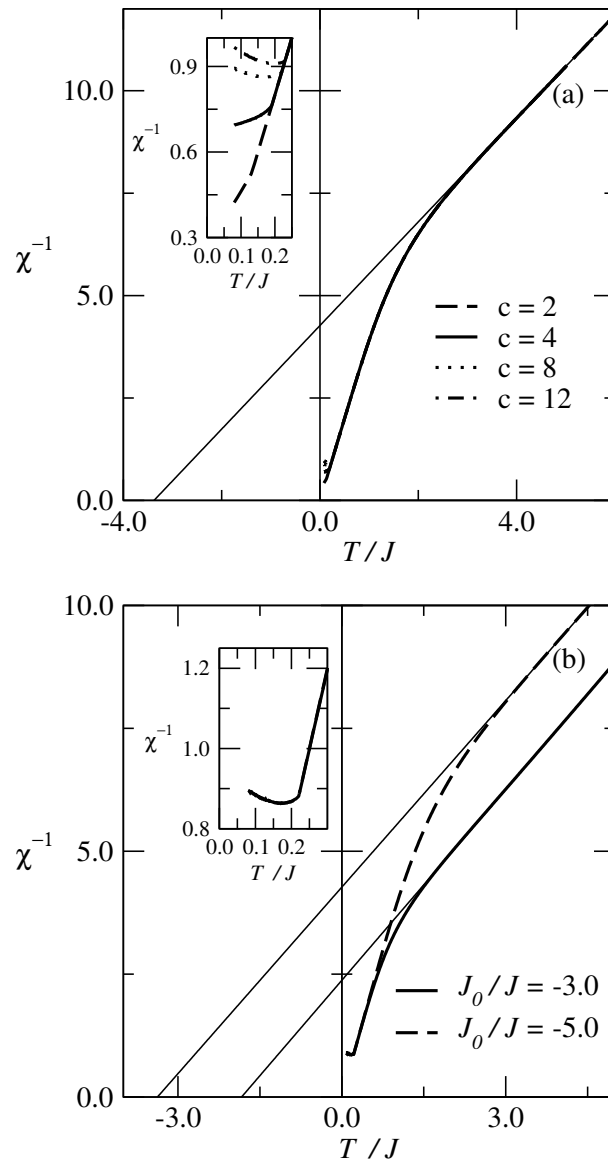 10.0
5.0
0.0
χ⁻¹
-4.0
0.0
4.0
T / J
(a)
c = 2
c = 4
c = 8
c = 12
0.9
0.6
0.3
χ⁻¹
0.0
0.1
0.2
T / J
10.0
5.0
0.0
χ⁻¹
-3.0
0.0
3.0
T / J
(b)
J₀/J = -3.0
J₀/J = -5.0
1.2
1.0
0.8
χ⁻¹
0.0
0.1
0.2
T / J